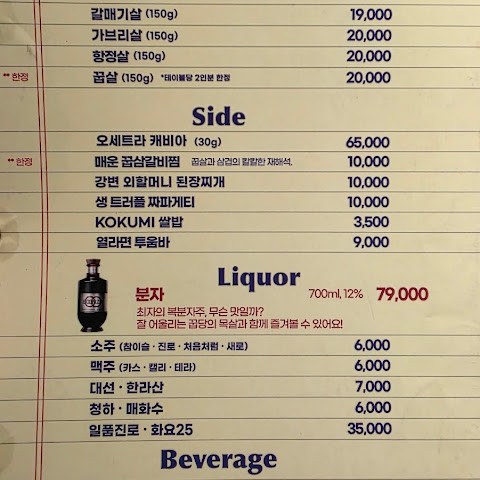 갈매기살 (150g) 19,000
가브리살 (150g) 20,000
항정살 (150g) 20,000
** 한정 꼽살 (150g) *테이블당 2인분 한정 20,000
Side
오세트라 캐비아 (30g) 65,000
** 한정 매운 꼽삼갈비찜 꼽살과 삼겹의 칼칼한 재해석. 10,000
강변 외할머니 된장찌개 10,000
생 트러플 짜파게티 10,000
KOKUMI 쌀밥 3,500
열라면 투움바 9,000
Liquor
분자 700ml, 12% 79,000
최자의 복분자주, 무슨 맛일까?
잘 어울리는 꼽당의 목살과 함께 즐겨볼 수 있어요!
소주 (참이슬 · 진로 · 처음처럼 · 새로) 6,000
맥주 (카스 · 켈리 · 테라) 6,000
대선 · 한라산 7,000
청하 · 매화수 6,000
일품진로 · 화요25 35,000
Beverage